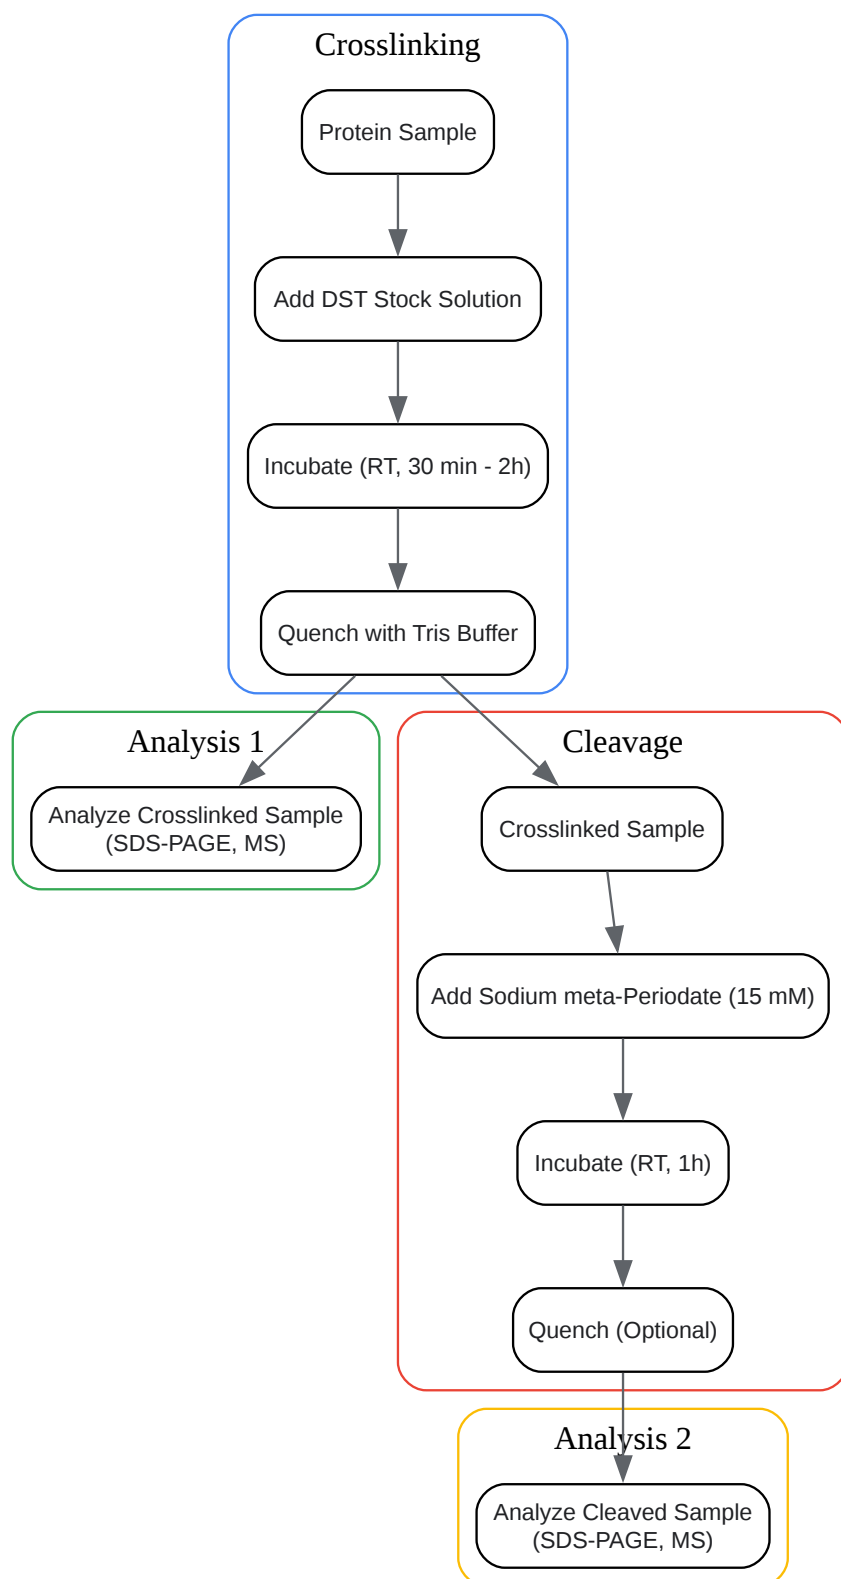 Crosslinking
Protein Sample
Add DST Stock Solution
Incubate (RT, 30 min - 2h)
Quench with Tris Buffer
Analysis 1
Analyze Crosslinked Sample
(SDS-PAGE, MS)
Cleavage
Crosslinked Sample
Add Sodium meta-Periodate (15 mM)
Incubate (RT, 1h)
Quench (Optional)
Analysis 2
Analyze Cleaved Sample
(SDS-PAGE, MS)